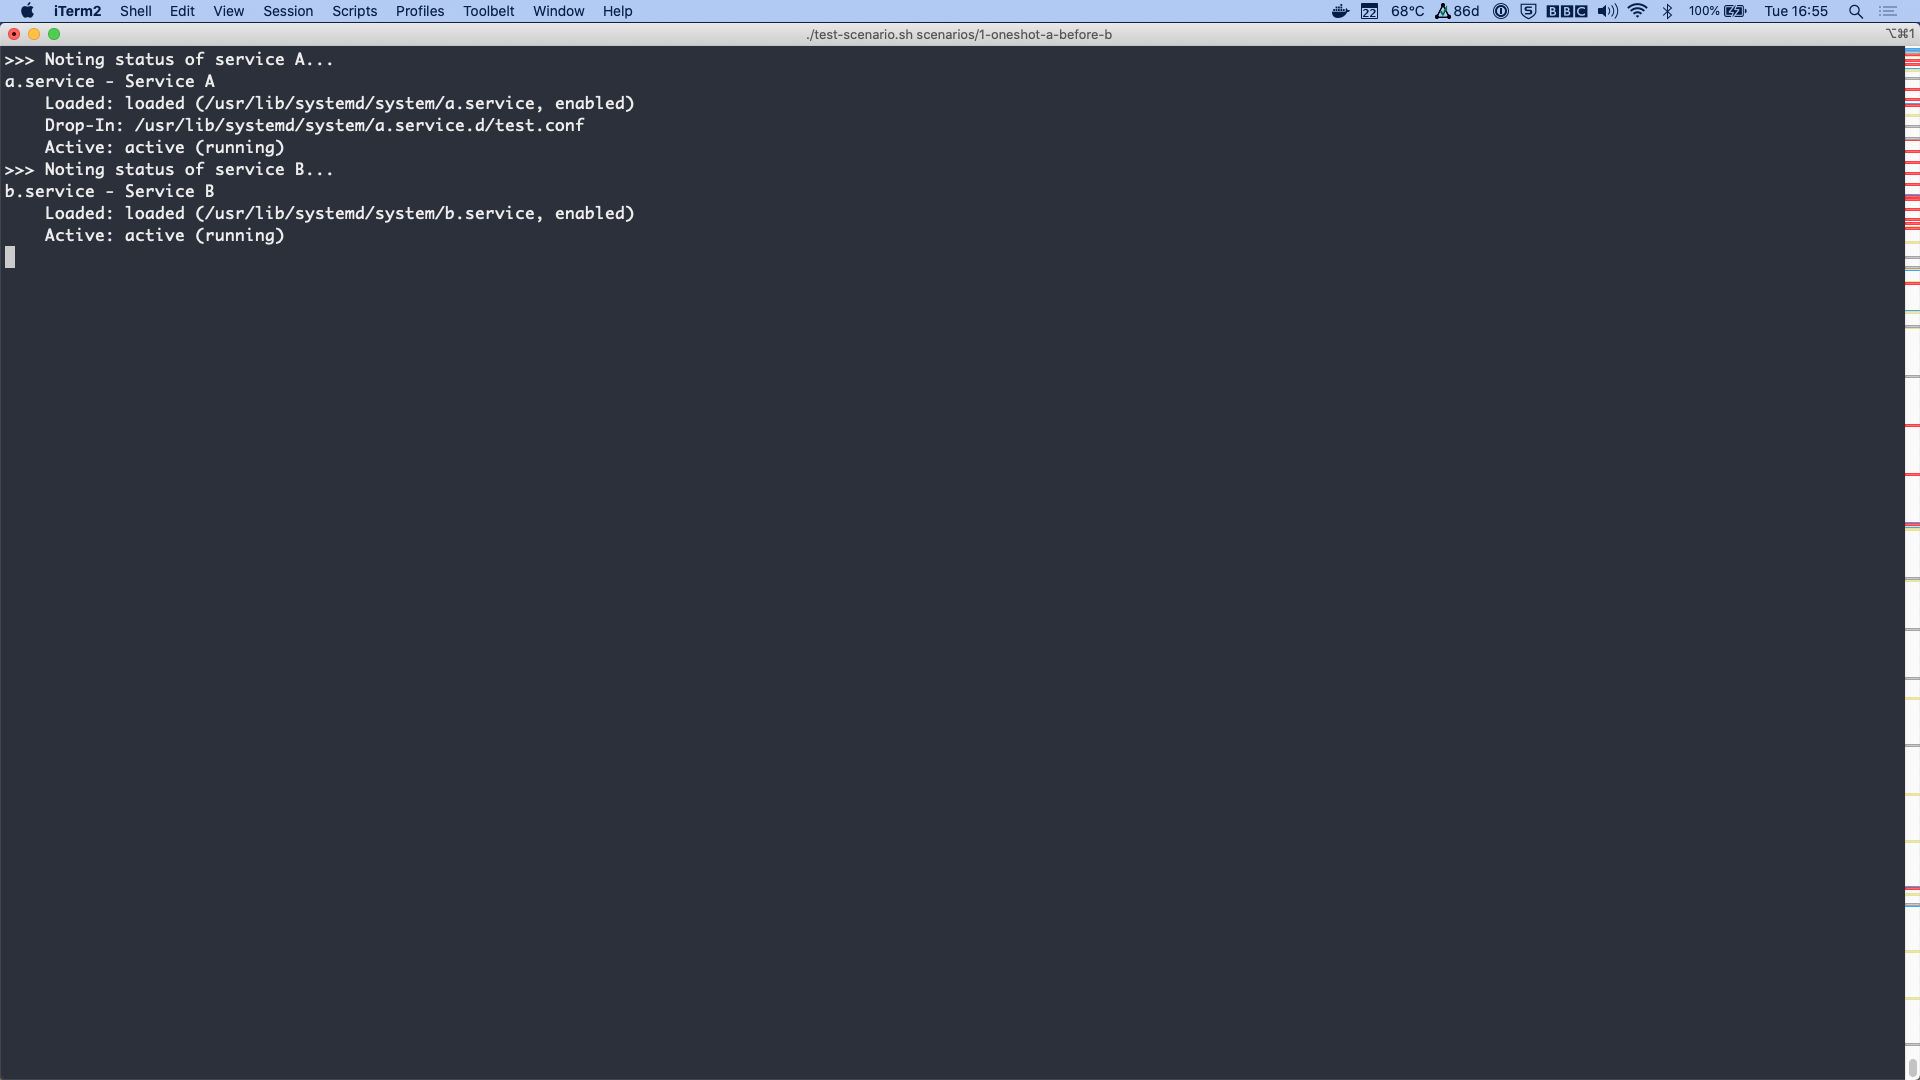 iTerm2 Shell Edit View Session Scripts Profiles Toolbelt Window Help 22 68°C 86d BBC 100% Tue 16:55
./test-scenario.sh scenarios/1-oneshot-a-before-b ⌥⌘1
>>> Noting status of service A...
a.service - Service A
    Loaded: loaded (/usr/lib/systemd/system/a.service, enabled)
    Drop-In: /usr/lib/systemd/system/a.service.d/test.conf
    Active: active (running)
>>> Noting status of service B...
b.service - Service B
    Loaded: loaded (/usr/lib/systemd/system/b.service, enabled)
    Active: active (running)